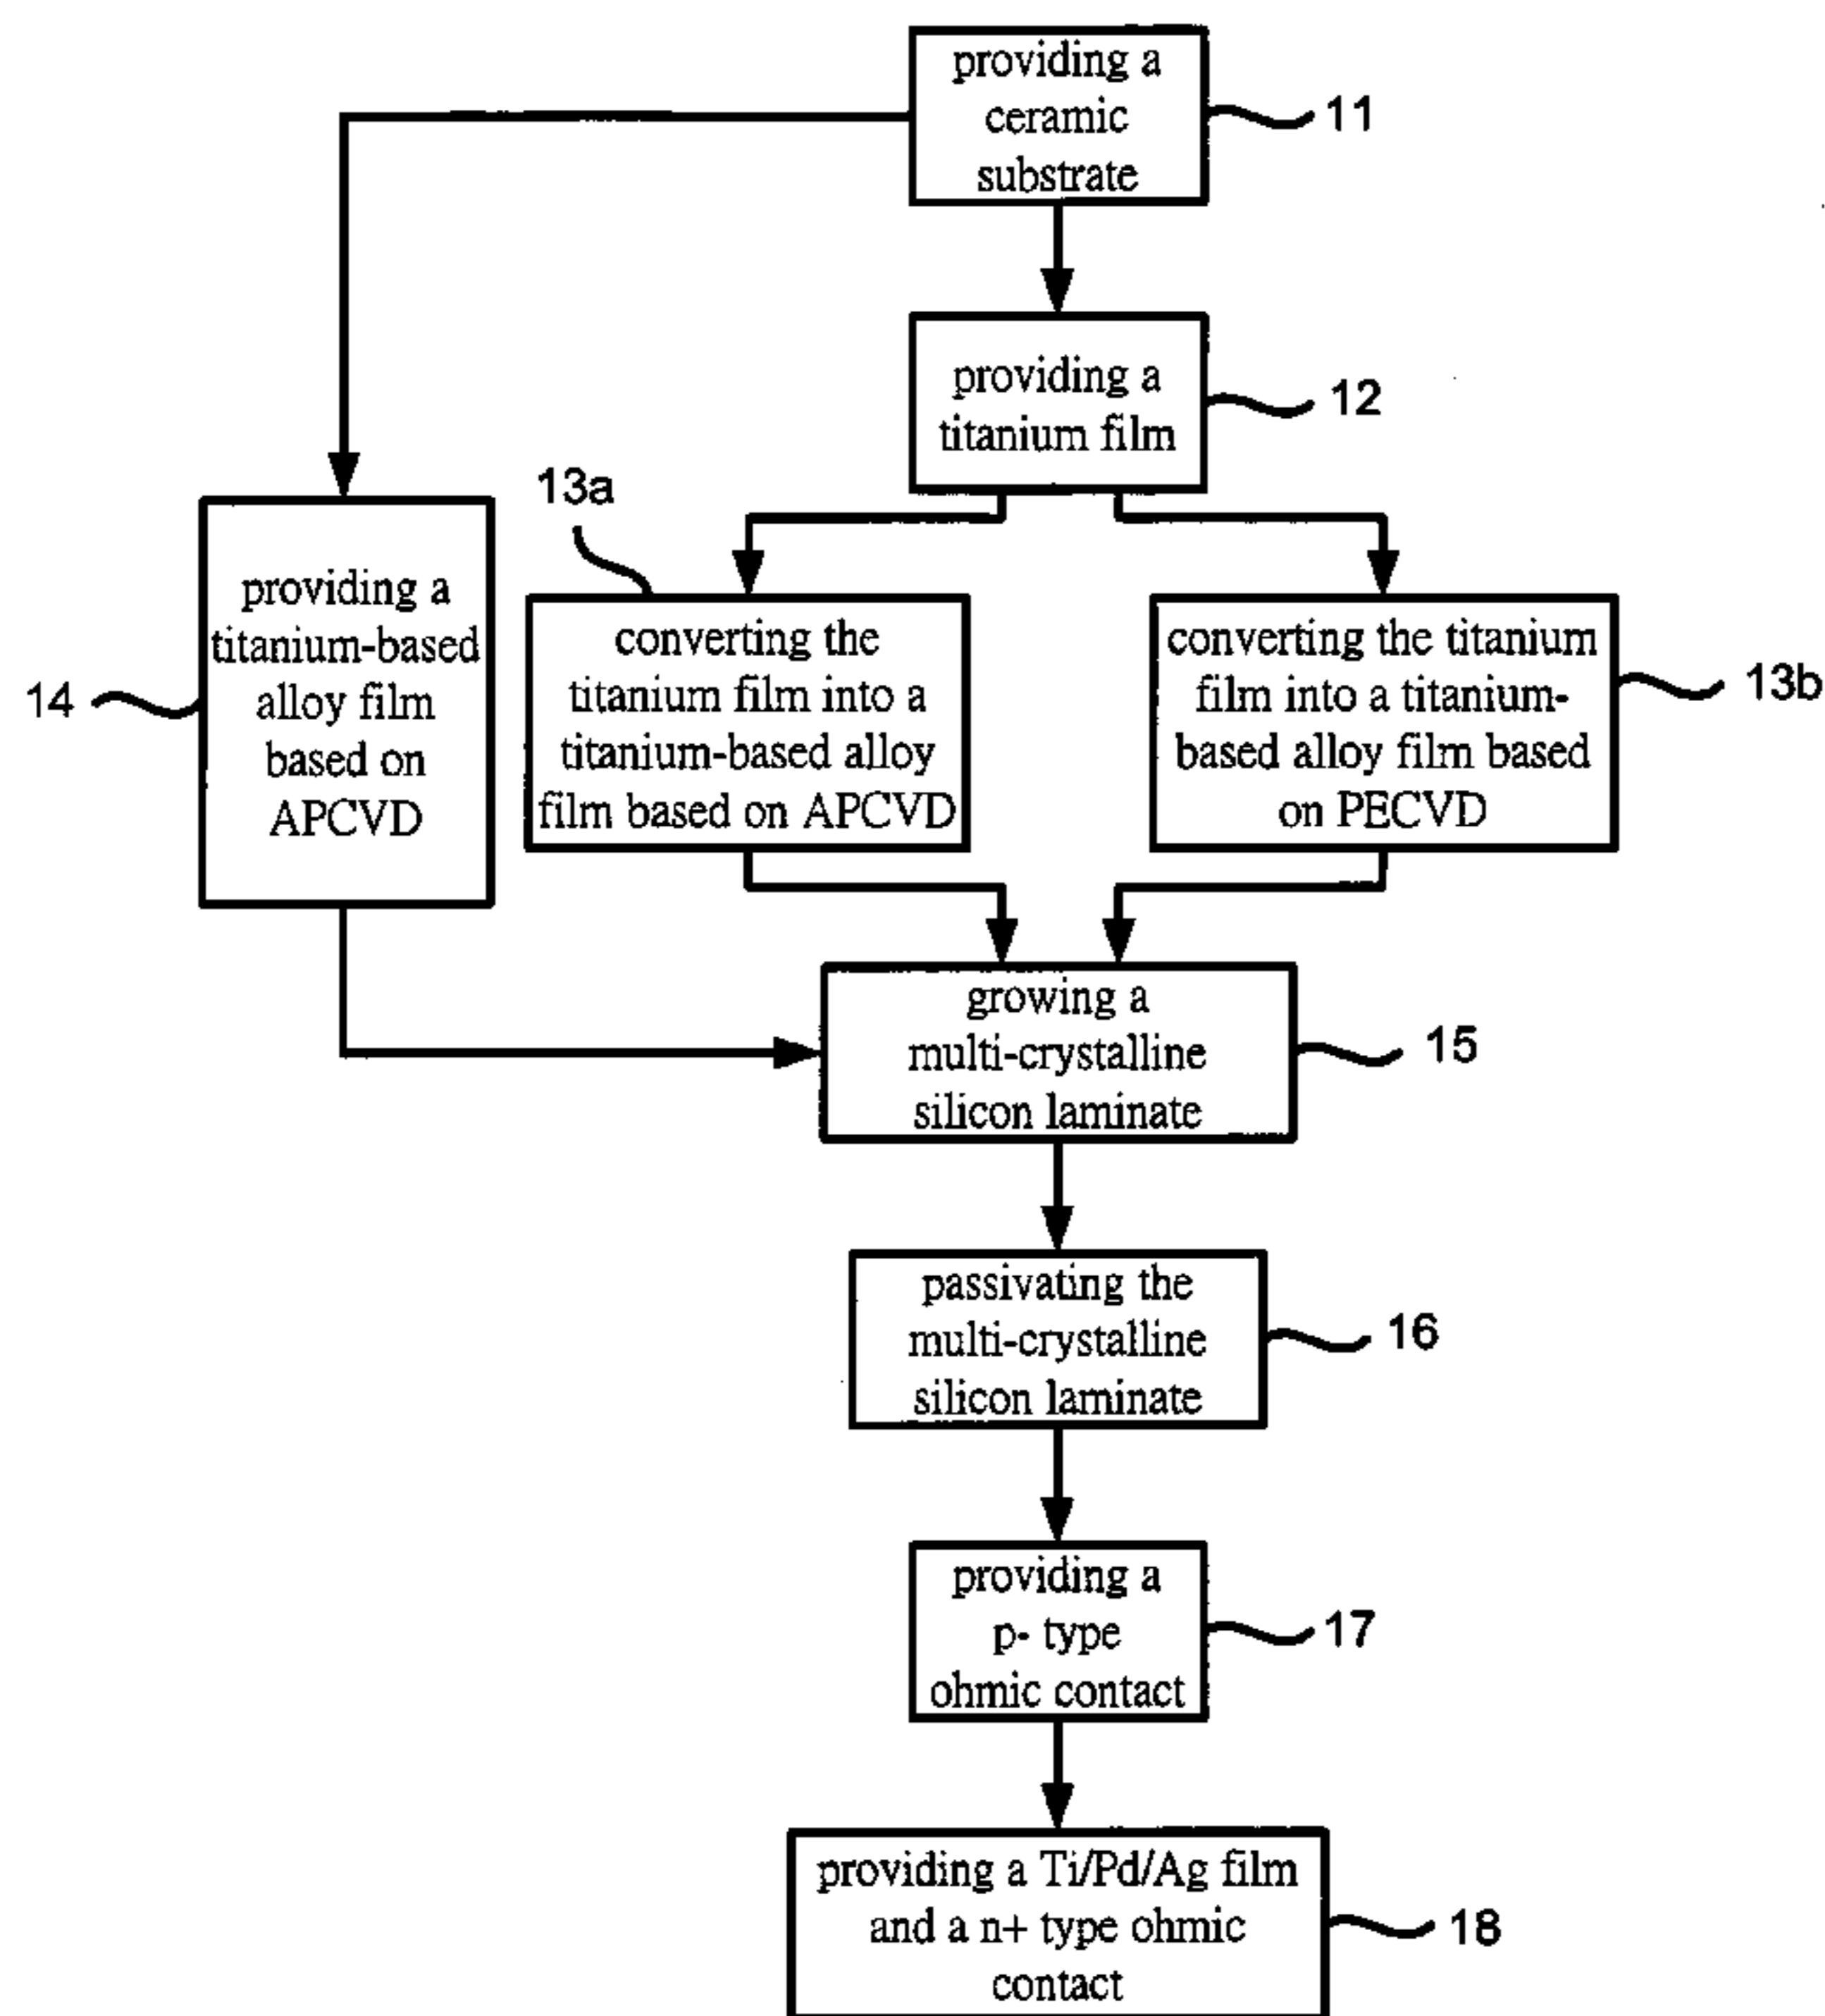 providing a
ceramic
substrate
11
providing a
titanium film
12
13a
providing a
titanium-based
alloy film
based on
APCVD
14
converting the
titanium film into a
titanium-based alloy
film based on APCVD
converting the titanium
film into a titanium-
based alloy film based
on PECVD
13b
growing a
multi-crystalline
silicon laminate
15
passivating the
multi-crystalline
silicon laminate
16
providing a
p- type
ohmic contact
17
providing a Ti/Pd/Ag film
and a n+ type ohmic
contact
18